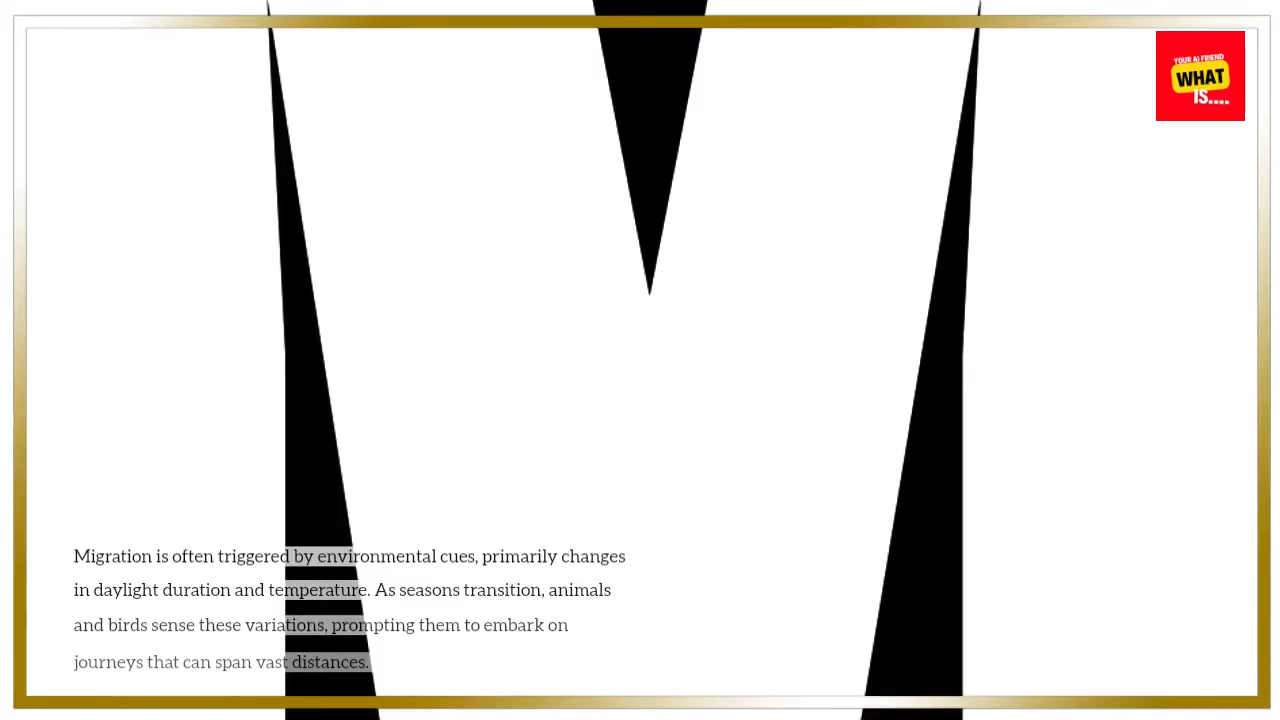 YOUR AI FRIEND
WHAT
IS....
Migration is often triggered by environmental cues, primarily changes
in daylight duration and temperature. As seasons transition, animals
and birds sense these variations, prompting them to embark on
journeys that can span vast distances.